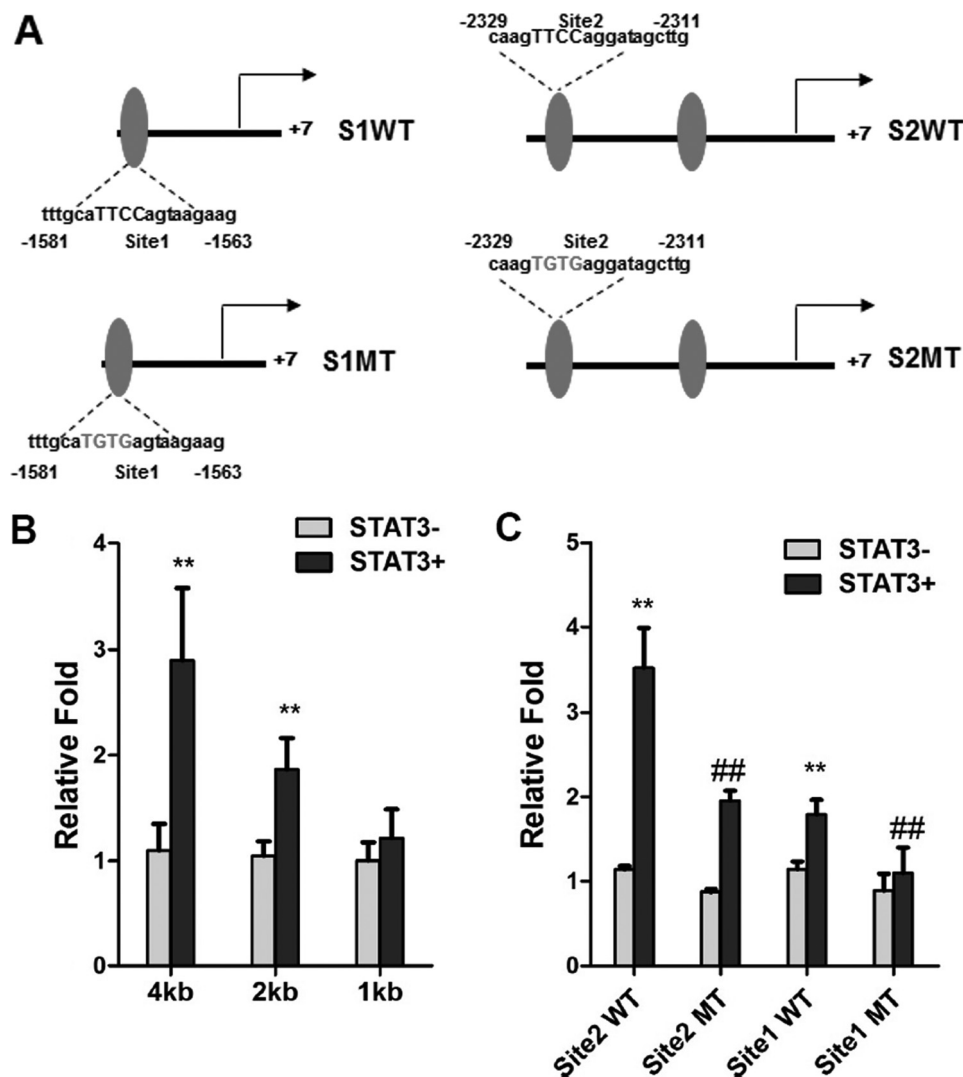 A
-2329 Site2 -2311
caagTTCCaggatagcttg
+7 S1WT
+7 S2WT
tttgcaTTCCagtaagaag
-1581 Site1 -1563
-2329 Site2 -2311
caagTGTGaggatagcttg
+7 S1MT
+7 S2MT
tttgcaTGTGagtaagaag
-1581 Site1 -1563
B
STAT3-
STAT3+
Relative Fold
4
3
2
1
0
**
**
4kb 2kb 1kb
C
STAT3-
STAT3+
Relative Fold
5
4
3
2
1
0
**
##
**
##
Site2 WT
Site2 MT
Site1 WT
Site1 MT